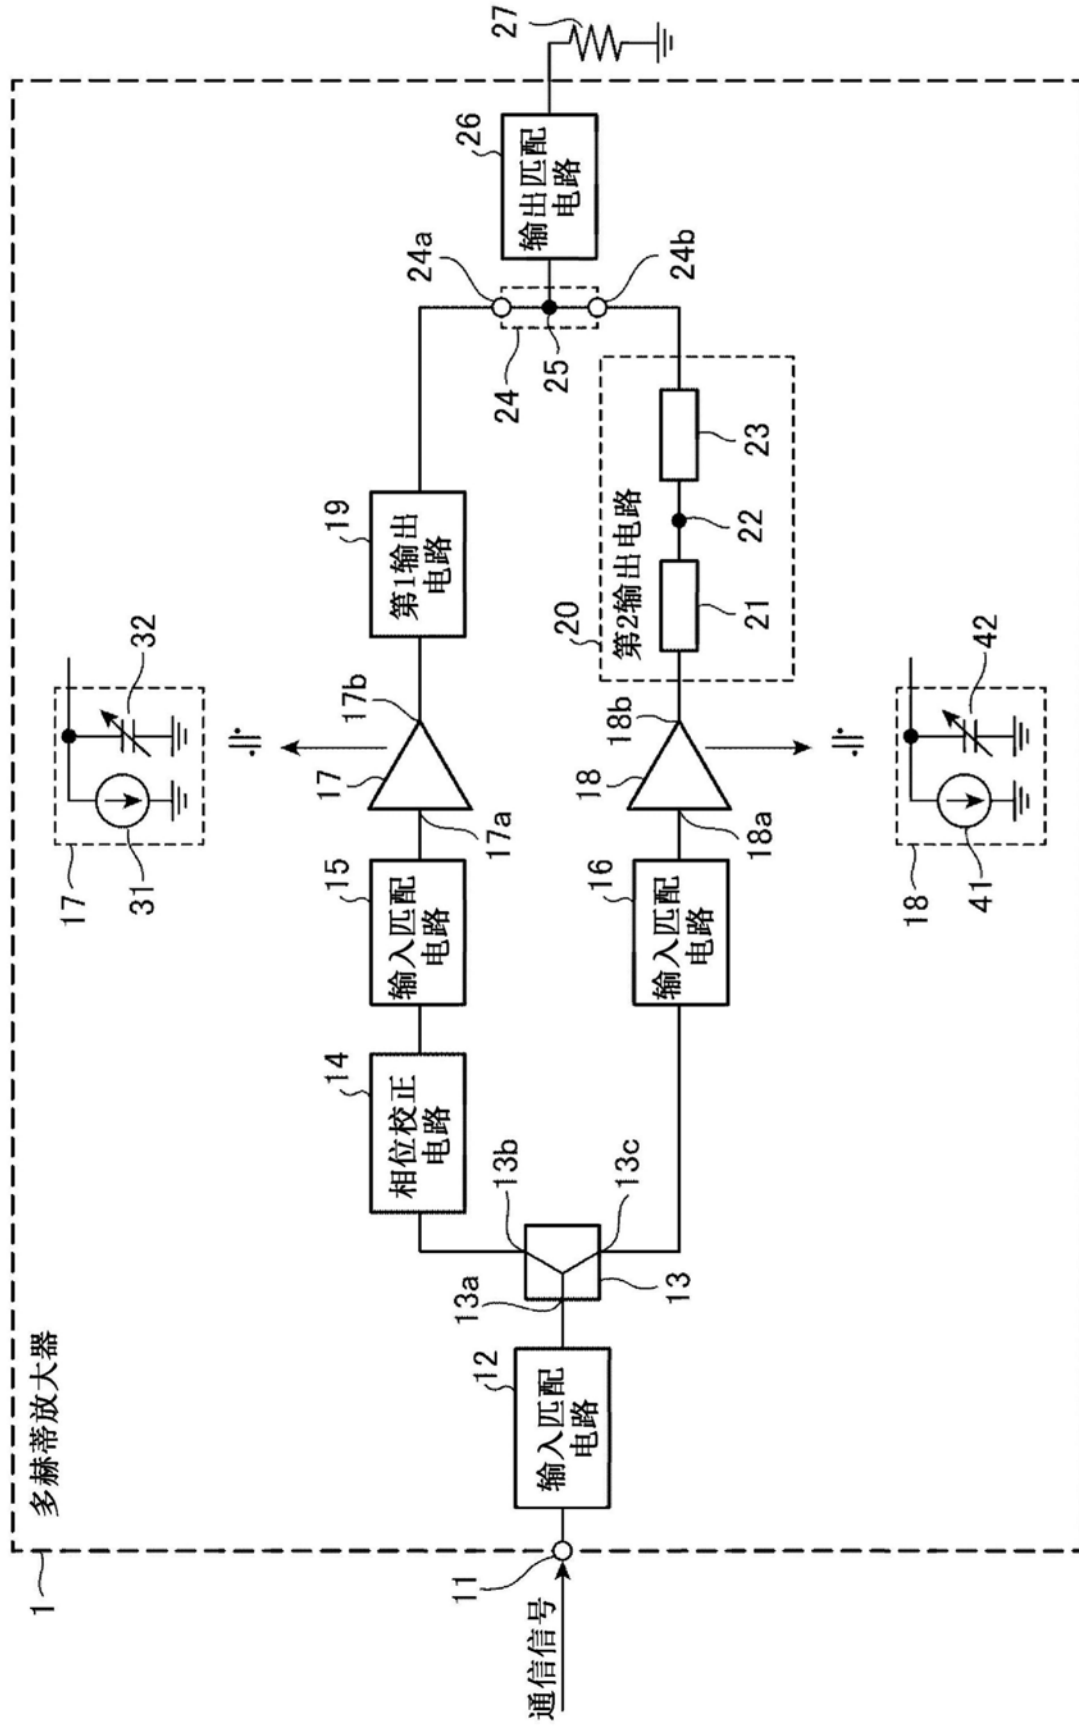 1
多赫蒂放大器
通信信号
11
12
输入匹配
电路
13a
13b
13c
13
14
相位校正
电路
15
输入匹配
电路
16
输入匹配
电路
17a
17
17b
18a
18
18b
17
31
32
18
41
42
19
第1输出
电路
20
第2输出电路
21
22
23
24a
24
25
24b
26
输出匹配
电路
27